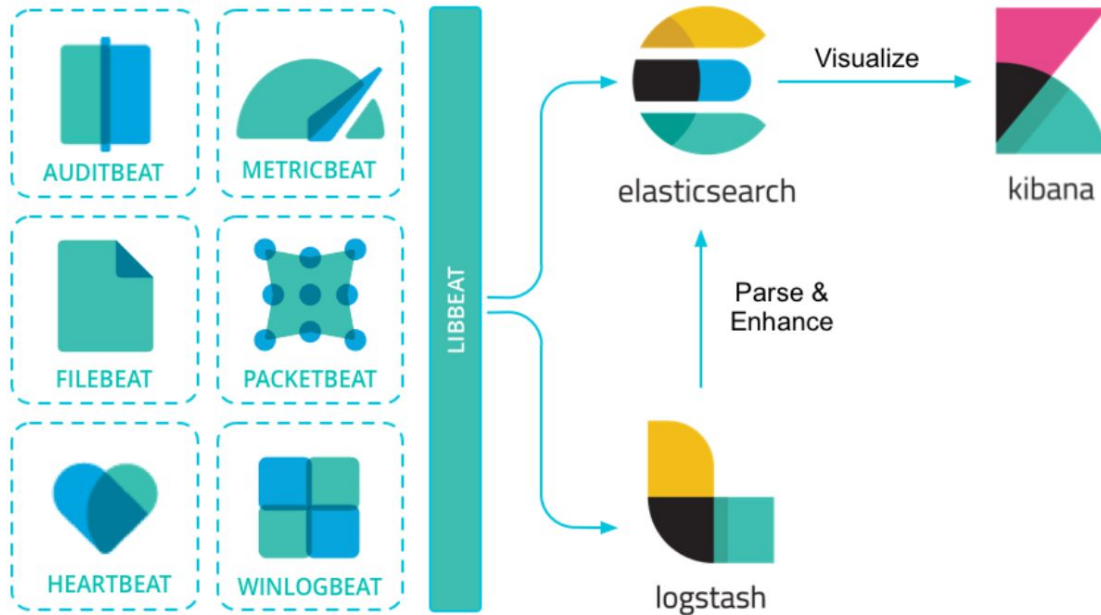 AUDITBEAT
METRICBEAT
FILEBEAT
PACKETBEAT
HEARTBEAT
WINLOGBEAT
LIBBEAT
elasticsearch
Visualize
kibana
Parse &
Enhance
logstash